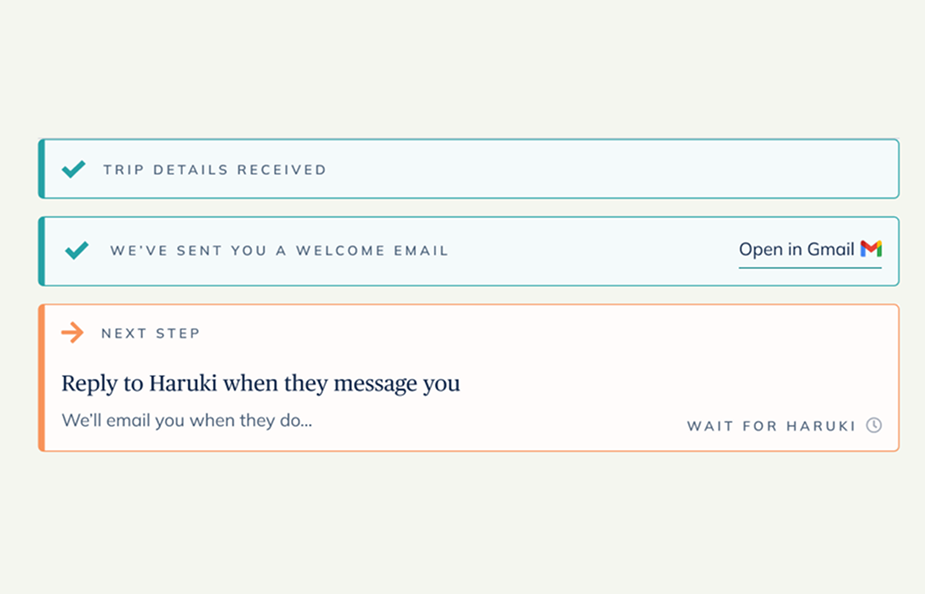 TRIP DETAILS RECEIVED
WE'VE SENT YOU A WELCOME EMAIL
Open in Gmail
NEXT STEP
Reply to Haruki when they message you
We'll email you when they do...
WAIT FOR HARUKI